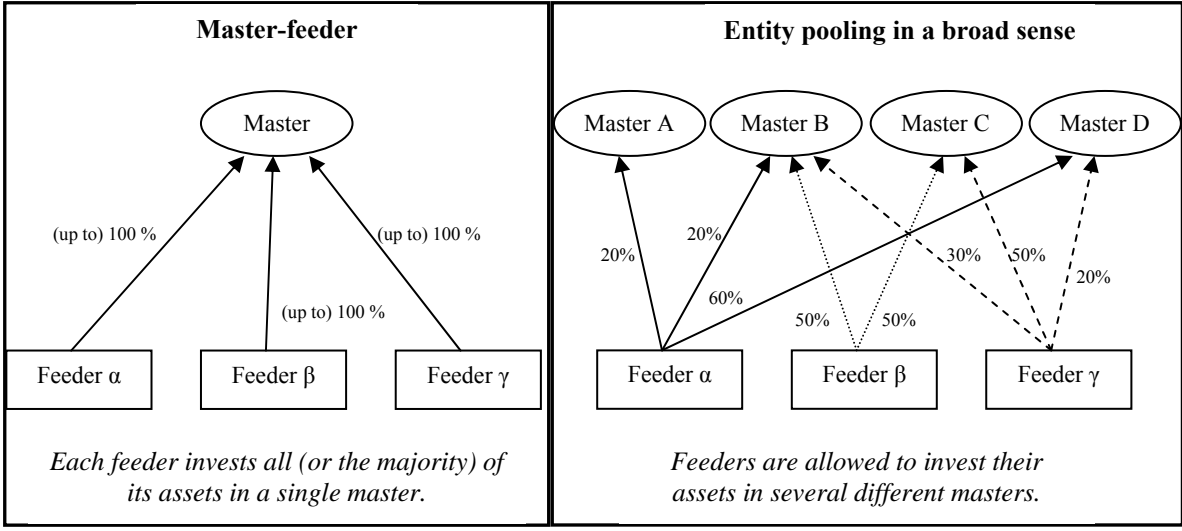 Master-feeder
Master
(up to) 100 %
(up to) 100 %
(up to) 100 %
Feeder α
Feeder β
Feeder γ
Each feeder invests all (or the majority) of
its assets in a single master.
Entity pooling in a broad sense
Master A
Master B
Master C
Master D
20%
20%
60%
50%
50%
30%
50%
20%
Feeder α
Feeder β
Feeder γ
Feeders are allowed to invest their
assets in several different masters.